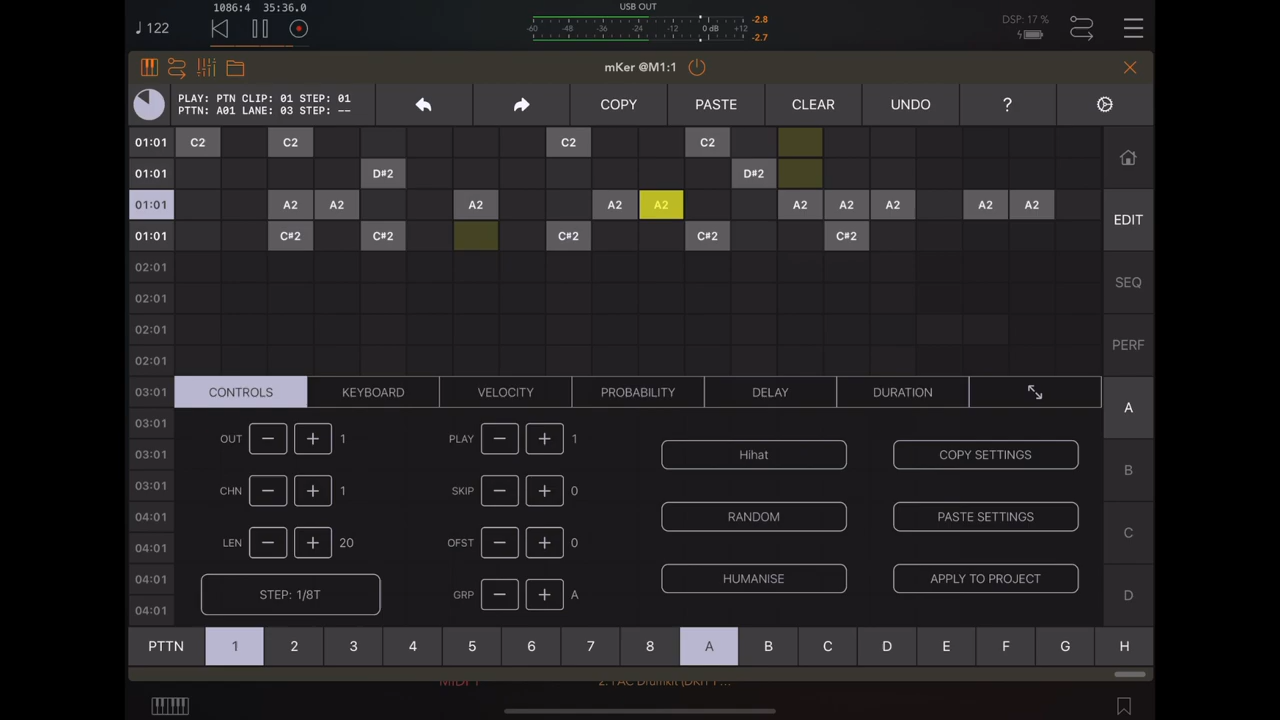 1086:4 35:36.0
USB OUT
♩122
-2.8
-60 -48 -36 -24 -12 0 dB +12
-2.7
DSP: 17 %
mKer @M1:1
PLAY: PTN CLIP: 01 STEP: 01
PTTN: A01 LANE: 03 STEP: --
COPY PASTE CLEAR UNDO ?
01:01 C2 C2 C2 C2
01:01 D#2 D#2
01:01 A2 A2 A2 A2 A2 A2 A2 A2 A2 A2
EDIT
01:01 C#2 C#2 C#2 C#2 C#2
02:01
SEQ
02:01
02:01
PERF
02:01
03:01 CONTROLS KEYBOARD VELOCITY PROBABILITY DELAY DURATION
A
03:01
OUT − + 1 PLAY − + 1
03:01 Hihat COPY SETTINGS
B
03:01 CHN − + 1 SKIP − + 0
04:01 RANDOM PASTE SETTINGS
C
04:01 LEN − + 20 OFST − + 0
04:01 HUMANISE APPLY TO PROJECT
STEP: 1/8T GRP − + A
D
04:01
PTTN 1 2 3 4 5 6 7 8 A B C D E F G H